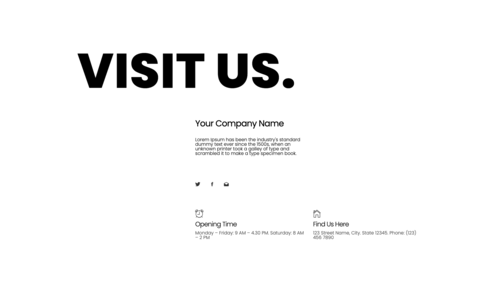 VISIT US.
Your Company Name
Lorem Ipsum has been the industry's standard
dummy text ever since the 1500s, when an
unknown printer took a galley of type and
scrambled it to make a type specimen book.
Opening Time
Monday – Friday: 9 AM – 4.30 PM, Saturday: 8 AM
– 2 PM
Find Us Here
123 Street Name, City, State 12345. Phone: (123)
456 7890